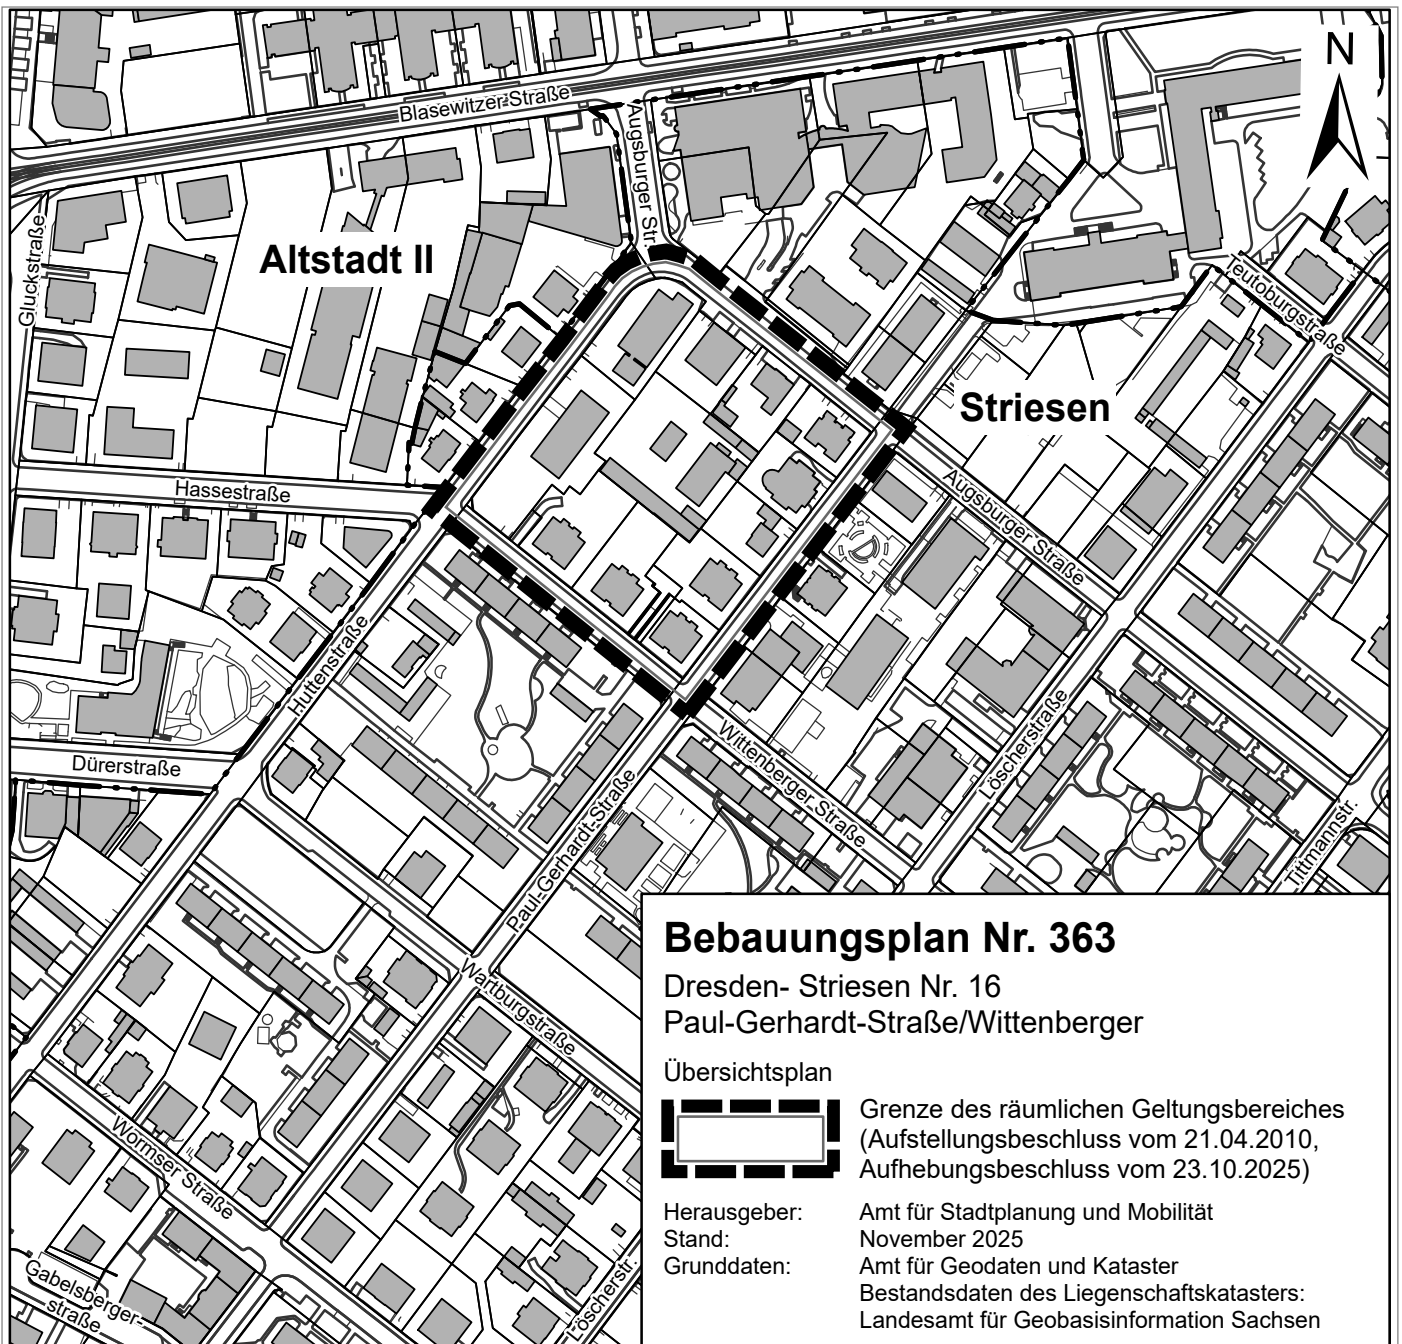 N
Blasewitzer Straße
Augsburger Str.
Gluckstraße
Altstadt II
Teutoburgstraße
Striesen
Hassestraße
Augsburger Straße
Huttenstraße
Dürerstraße
Wittenberger Straße
Löscherstraße
Paul-Gerhardt-Straße
Tittmannstr.
Wartburgstraße
Wormser Straße
Gabelsberger-
straße
Löscherstr.
Bebauungsplan Nr. 363
Dresden- Striesen Nr. 16
Paul-Gerhardt-Straße/Wittenberger
Übersichtsplan
Grenze des räumlichen Geltungsbereiches
(Aufstellungsbeschluss vom 21.04.2010,
Aufhebungsbeschluss vom 23.10.2025)
Herausgeber: Amt für Stadtplanung und Mobilität
Stand: November 2025
Grunddaten: Amt für Geodaten und Kataster
Bestandsdaten des Liegenschaftskatasters:
Landesamt für Geobasisinformation Sachsen